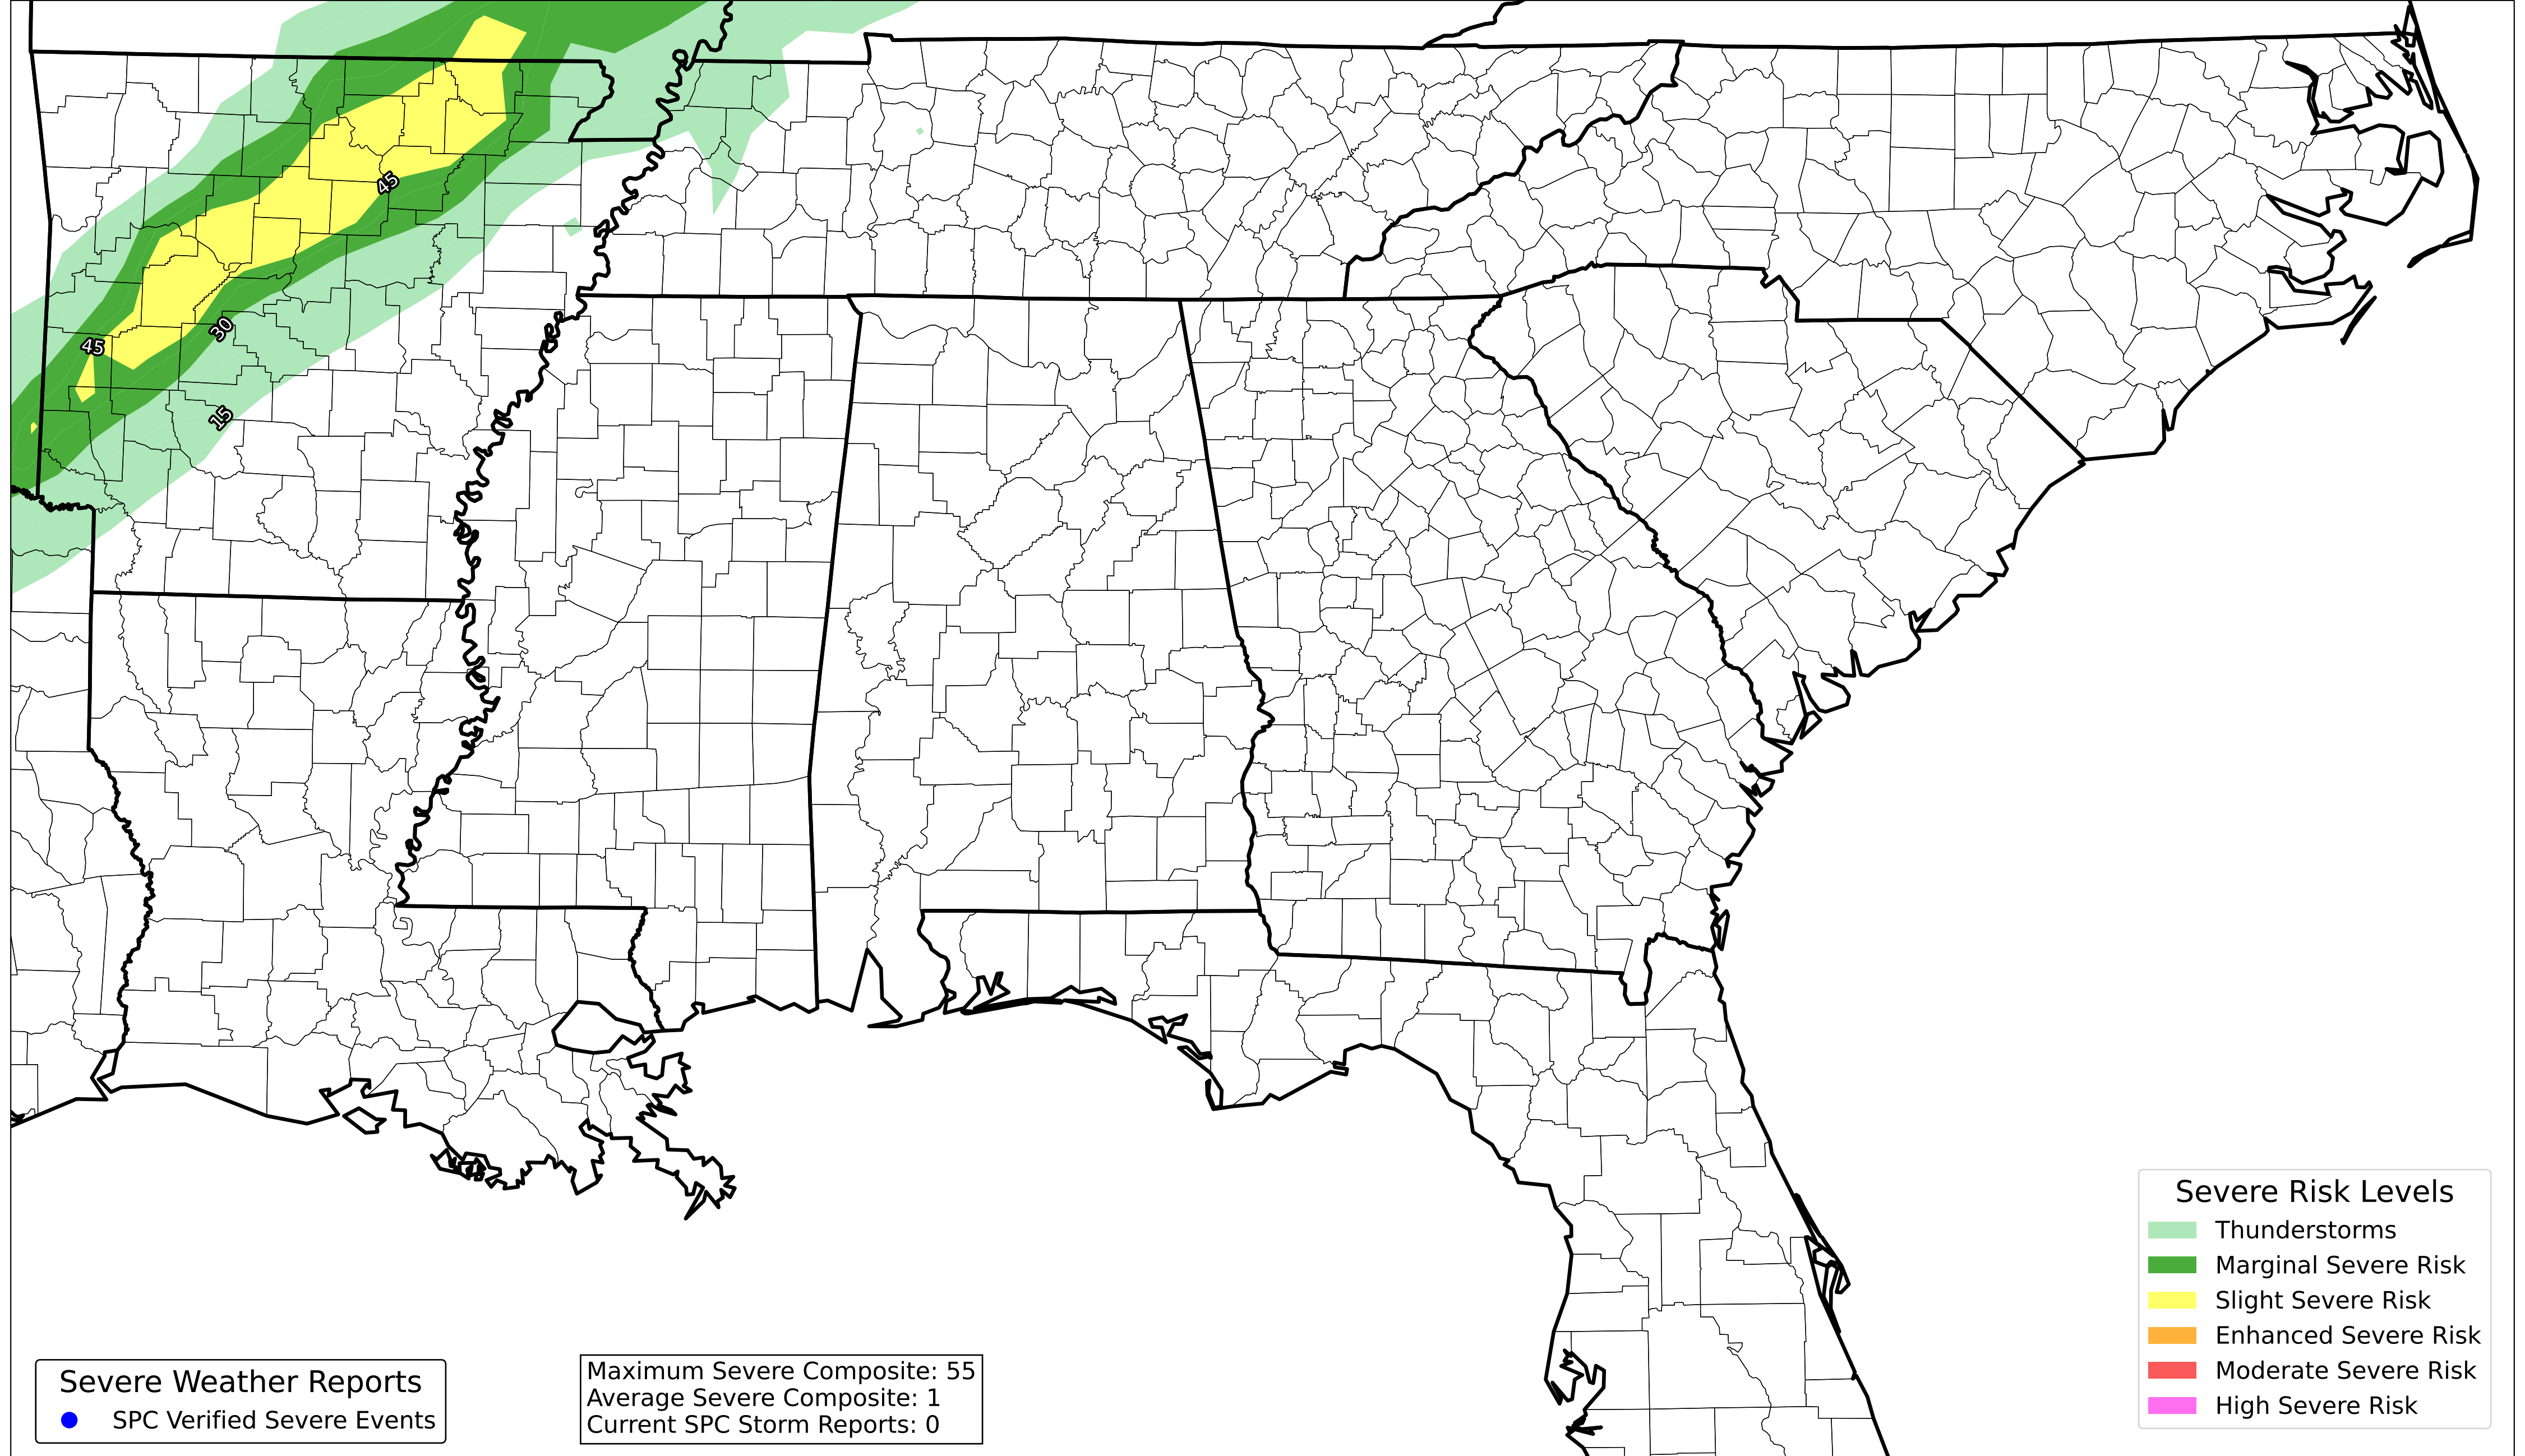 45
45
30
15
Severe Risk Levels
Thunderstorms
Marginal Severe Risk
Slight Severe Risk
Enhanced Severe Risk
Moderate Severe Risk
High Severe Risk
Severe Weather Reports
SPC Verified Severe Events
Maximum Severe Composite: 55
Average Severe Composite: 1
Current SPC Storm Reports: 0